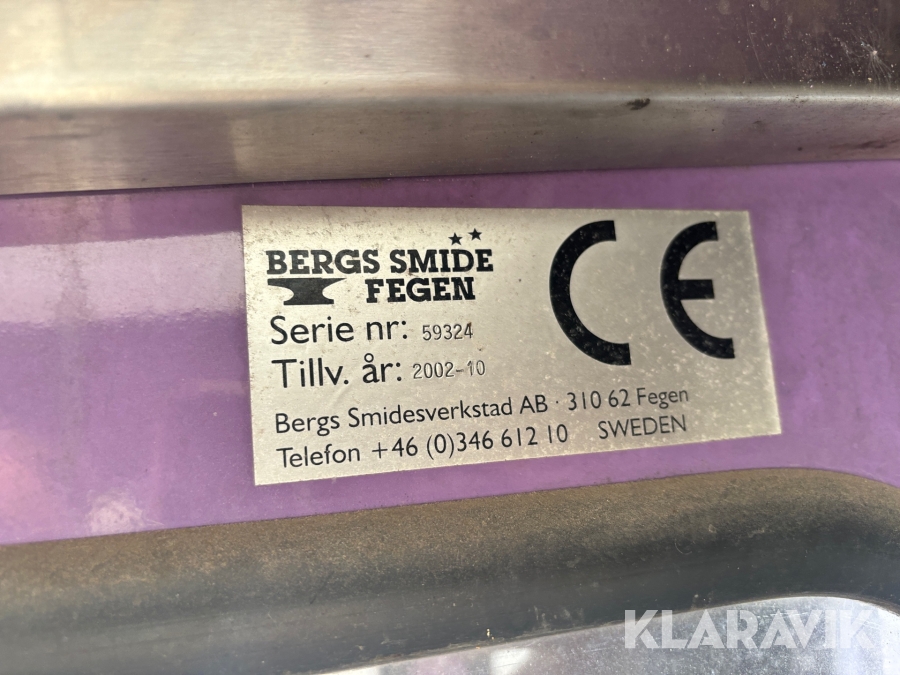 BERGS SMIDE
FEGEN
CE
Serie nr: 59324
Tillv. år: 2002-10
Bergs Smidesverkstad AB · 310 62 Fegen
Telefon +46 (0)346 612 10 SWEDEN
KLARAVIK